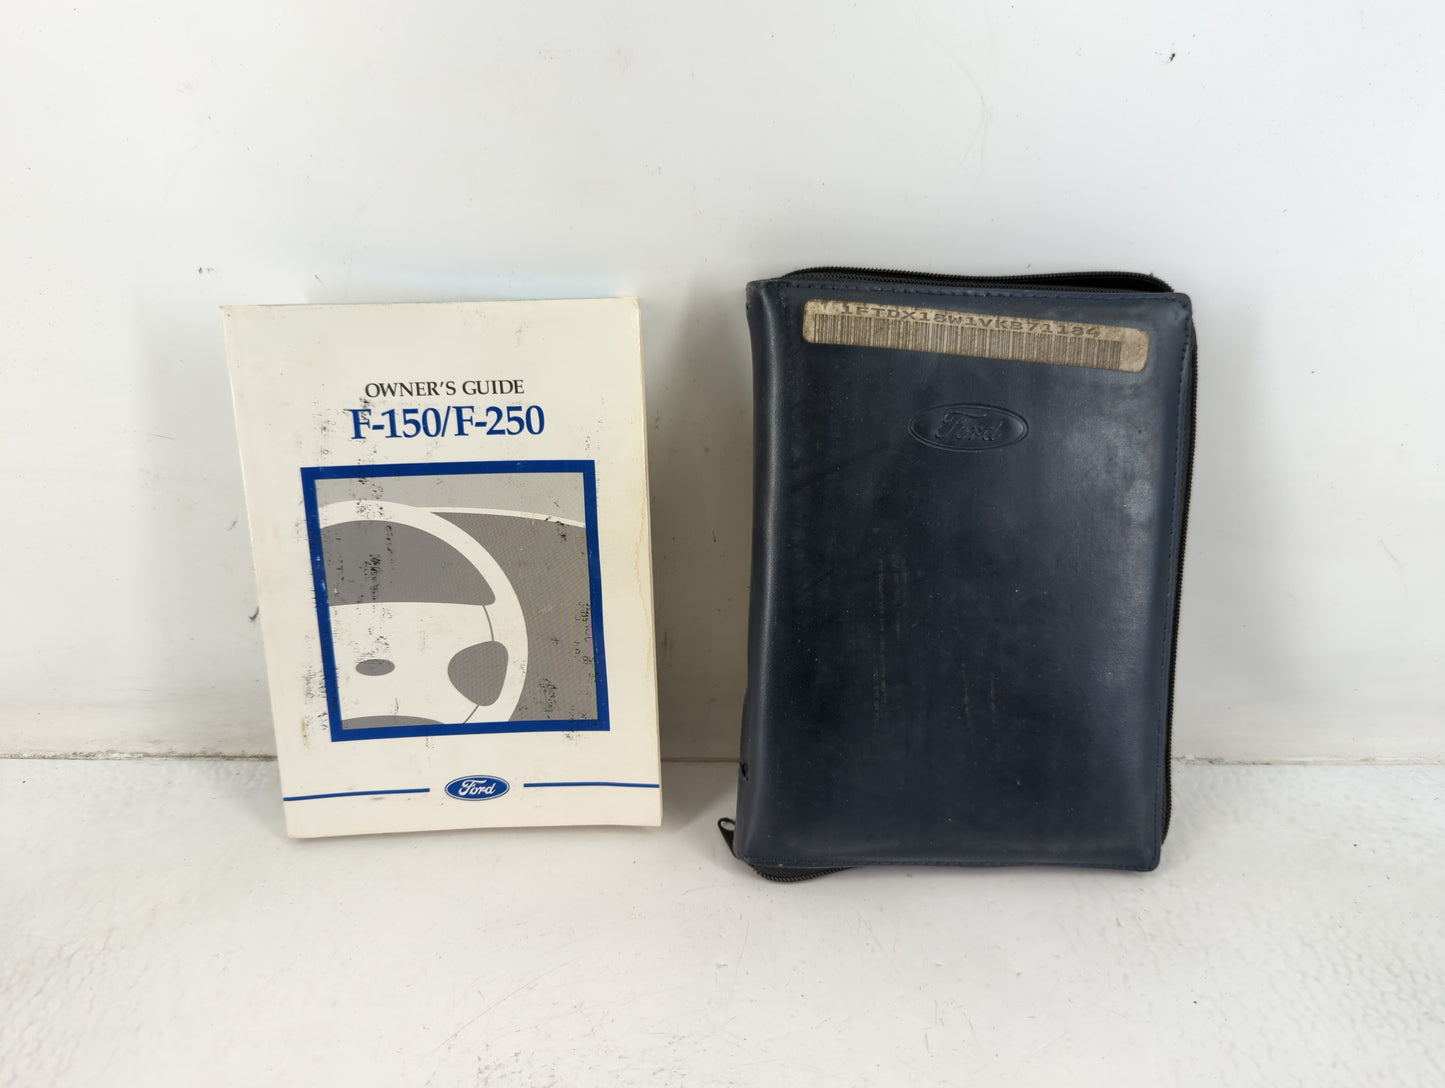 OWNER'S GUIDE
F-150/F-250
Ford
1FTDX18W1VKB71184
Ford